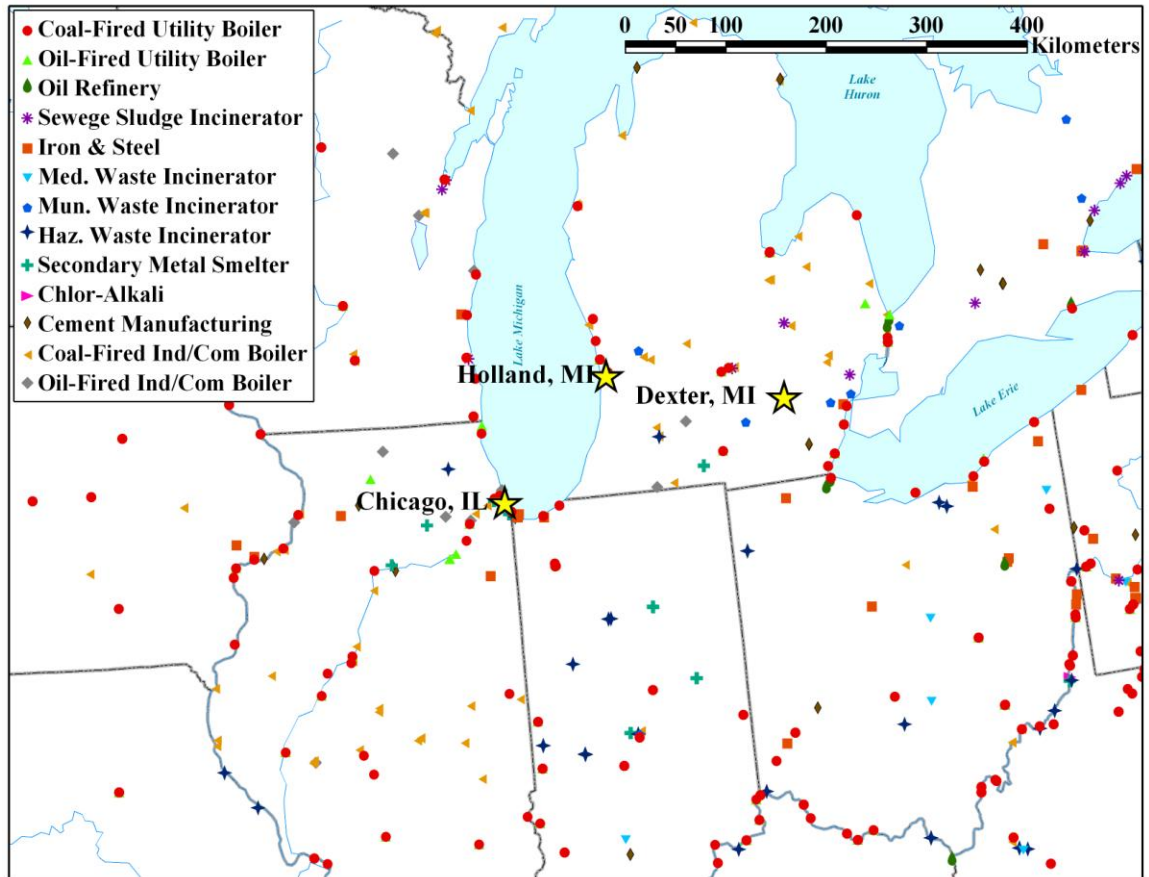 Coal-Fired Utility Boiler
Oil-Fired Utility Boiler
Oil Refinery
Sewege Sludge Incinerator
Iron & Steel
Med. Waste Incinerator
Mun. Waste Incinerator
Haz. Waste Incinerator
Secondary Metal Smelter
Chlor-Alkali
Cement Manufacturing
Coal-Fired Ind/Com Boiler
Oil-Fired Ind/Com Boiler
0 50 100 200 300 400
Kilometers
Lake
Huron
Lake Michigan
Holland, MI
Dexter, MI
Lake Erie
Chicago, IL